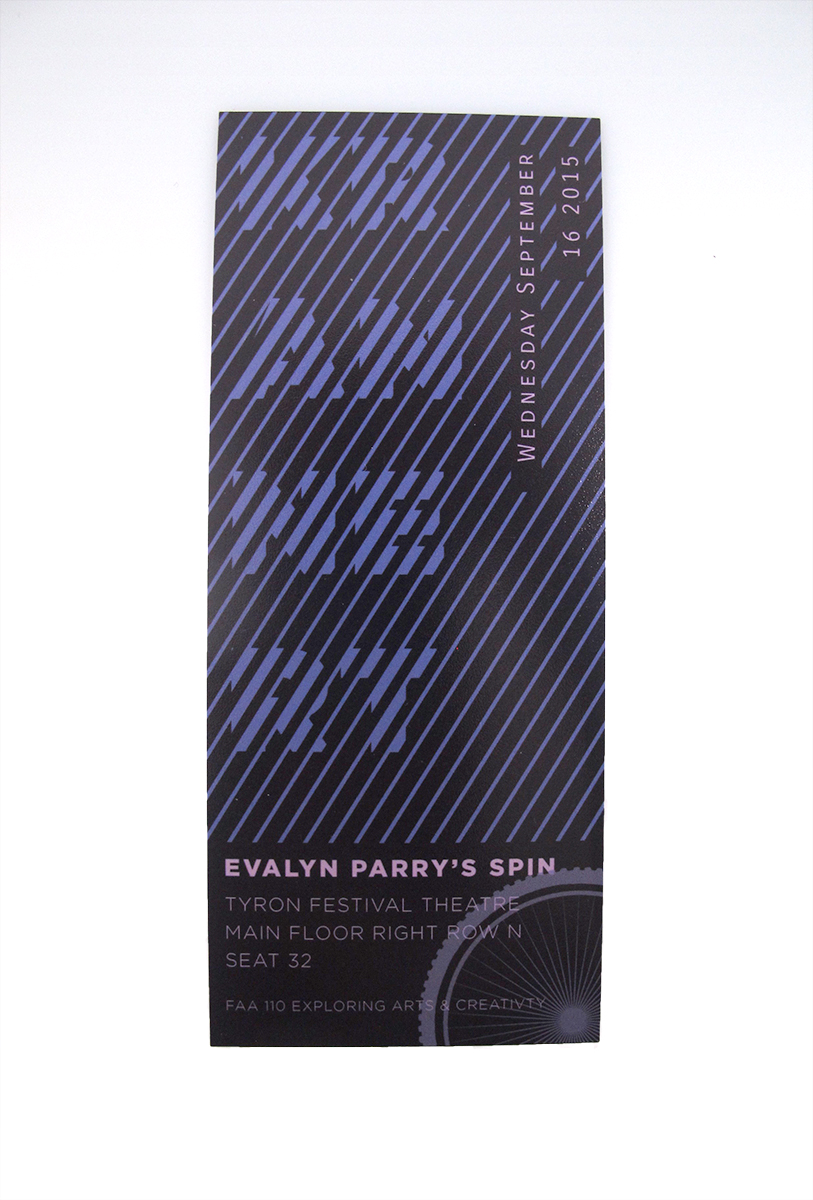 WEDNESDAY SEPTEMBER
16 2015
EVALYN PARRY'S SPIN
TYRON FESTIVAL THEATRE
MAIN FLOOR RIGHT ROW N
SEAT 32
FAA 110 EXPLORING ARTS & CREATIVTY